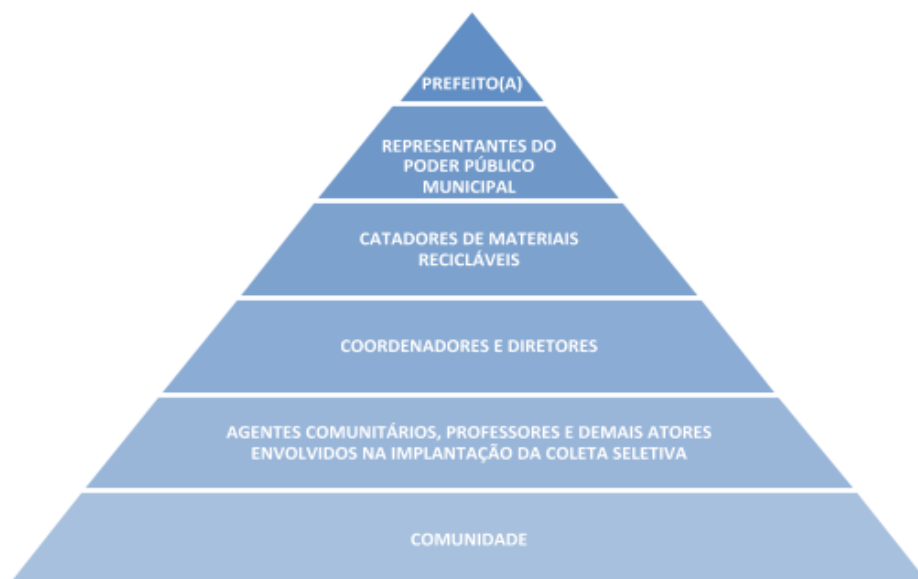 PREFEITO(A)
REPRESENTANTES DO
PODER PÚBLICO
MUNICIPAL
CATADORES DE MATERIAIS
RECICLÁVEIS
COORDENADORES E DIRETORES
AGENTES COMUNITÁRIOS, PROFESSORES E DEMAIS ATORES
ENVOLVIDOS NA IMPLANTAÇÃO DA COLETA SELETIVA
COMUNIDADE